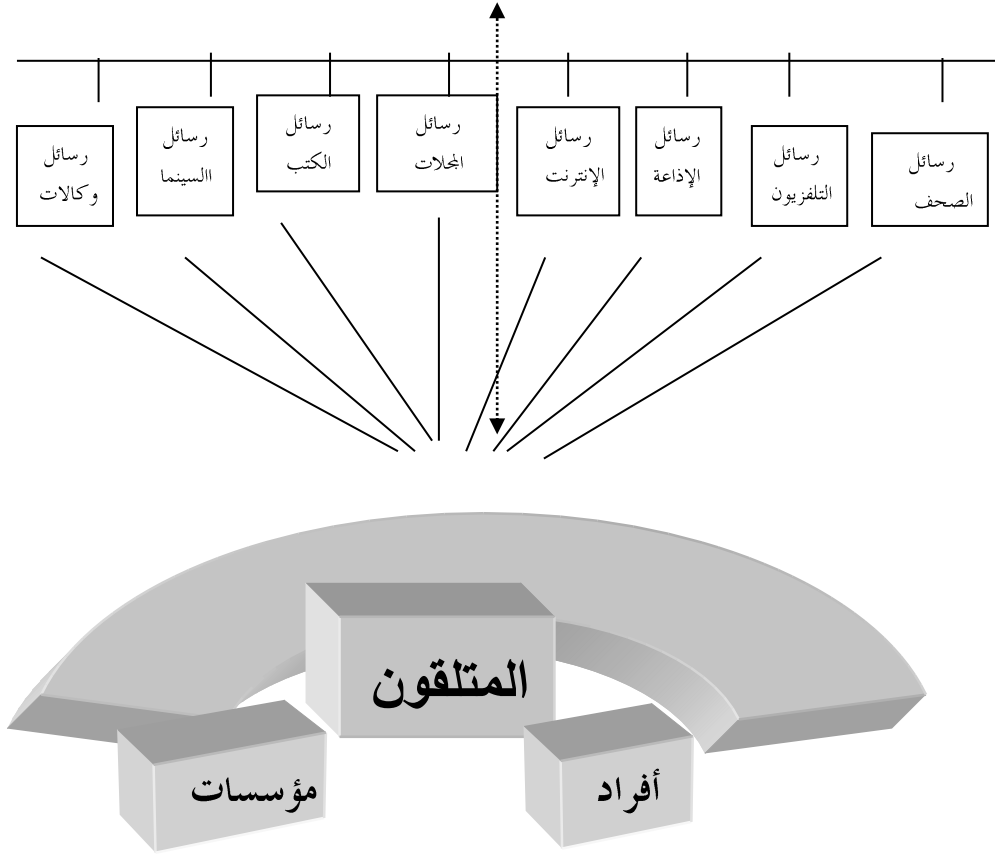 رسائل
الصحف
رسائل
التلفزيون
رسائل
الإذاعة
رسائل
الإنترنت
رسائل
المجلات
رسائل
الكتب
رسائل
االسينما
رسائل
وكالات
المتلقون
أفراد
مؤسسات